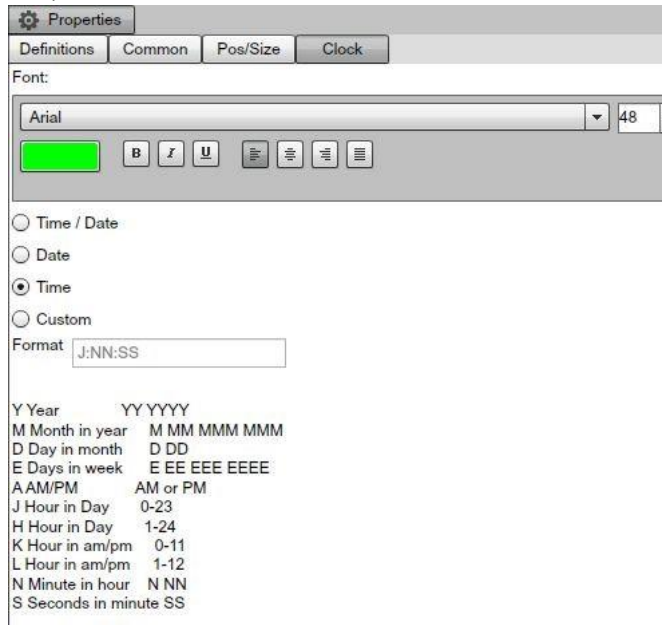 Properties
Definitions Common Pos/Size Clock
Font:
Arial 48
B I U
Time / Date
Date
Time
Custom
Format J:NN:SS
Y Year YY YYYY
M Month in year M MM MMM MMM
D Day in month D DD
E Days in week E EE EEE EEEE
A AM/PM AM or PM
J Hour in Day 0-23
H Hour in Day 1-24
K Hour in am/pm 0-11
L Hour in am/pm 1-12
N Minute in hour N NN
S Seconds in minute SS